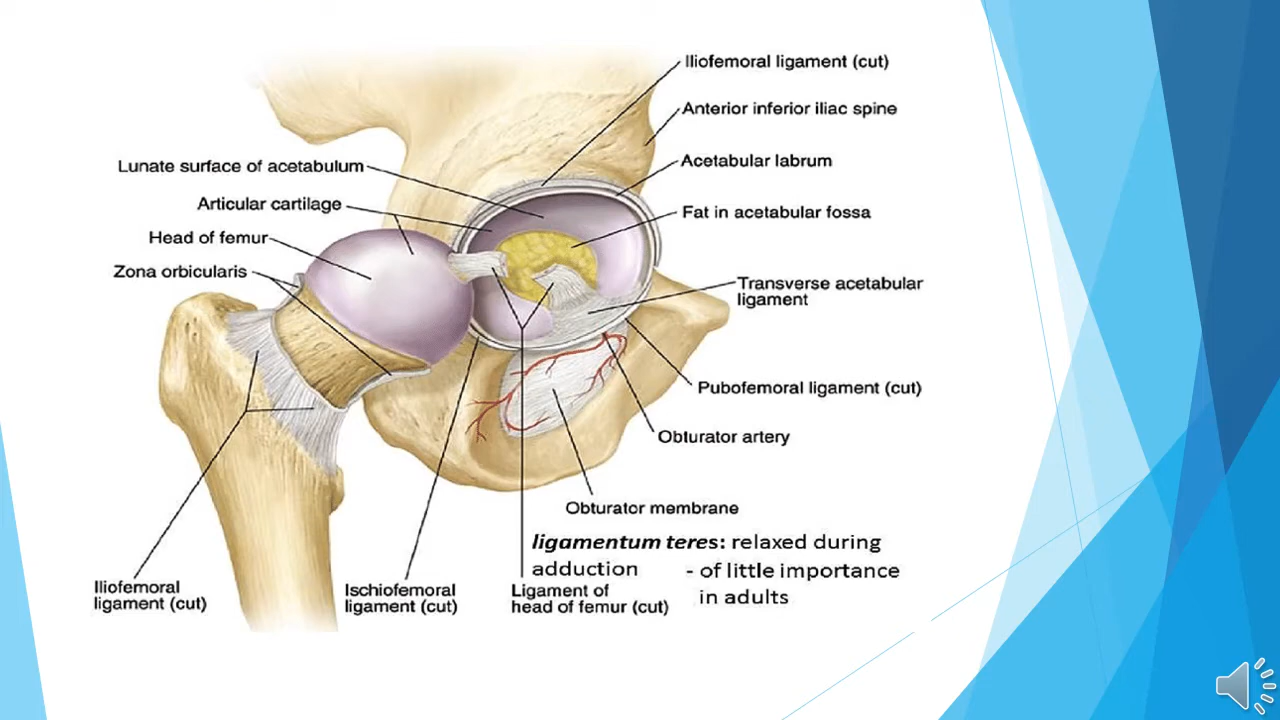 Iliofemoral ligament (cut)
Anterior inferior iliac spine
Lunate surface of acetabulum
Acetabular labrum
Articular cartilage
Fat in acetabular fossa
Head of femur
Zona orbicularis
Transverse acetabular
ligament
Pubofemoral ligament (cut)
Obturator artery
Obturator membrane
ligamentum teres: relaxed during
adduction - of little importance
in adults
Iliofemoral
ligament (cut)
Ischiofemoral
ligament (cut)
Ligament of
head of femur (cut)